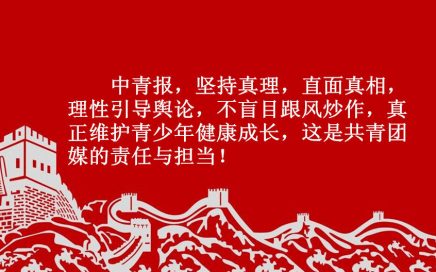 中青报，坚持真理，直面真相，
理性引导舆论，不盲目跟风炒作，真
正维护青少年健康成长，这是共青团
媒的责任与担当！